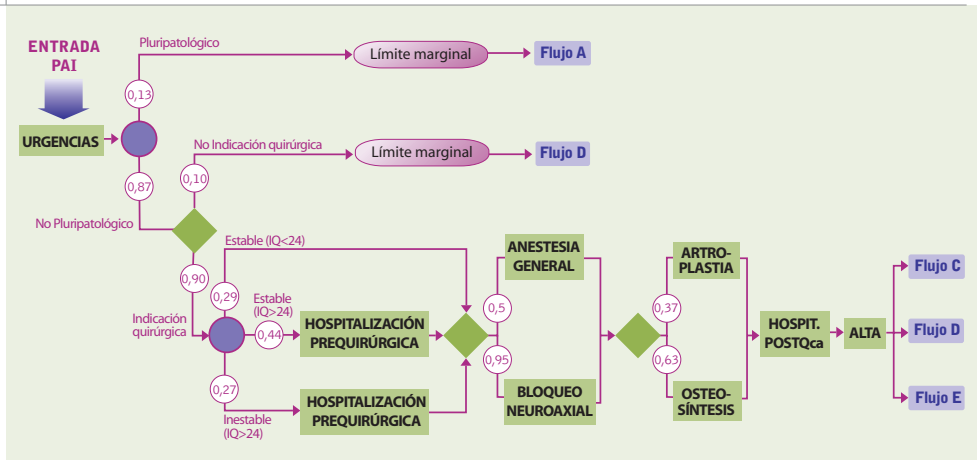 ENTRADA
PAI
Pluripatológico
Límite marginal
Flujo A
0,13
URGENCIAS
No Indicación quirúrgica
Límite marginal
Flujo D
0,87
0,10
No Pluripatológico
Estable (IQ<24)
ANESTESIA
GENERAL
ARTRO-
PLASTIA
Flujo C
0,90
0,29
Estable
(IQ>24)
0,5
0,37
Indicación
quirúrgica
0,44
HOSPITALIZACIÓN
PREQUIRÚRGICA
HOSPIT.
POSTQca
ALTA
Flujo D
0,95
0,63
0,27
HOSPITALIZACIÓN
PREQUIRÚRGICA
BLOQUEO
NEUROAXIAL
OSTEO-
SÍNTESIS
Flujo E
Inestable
(IQ>24)